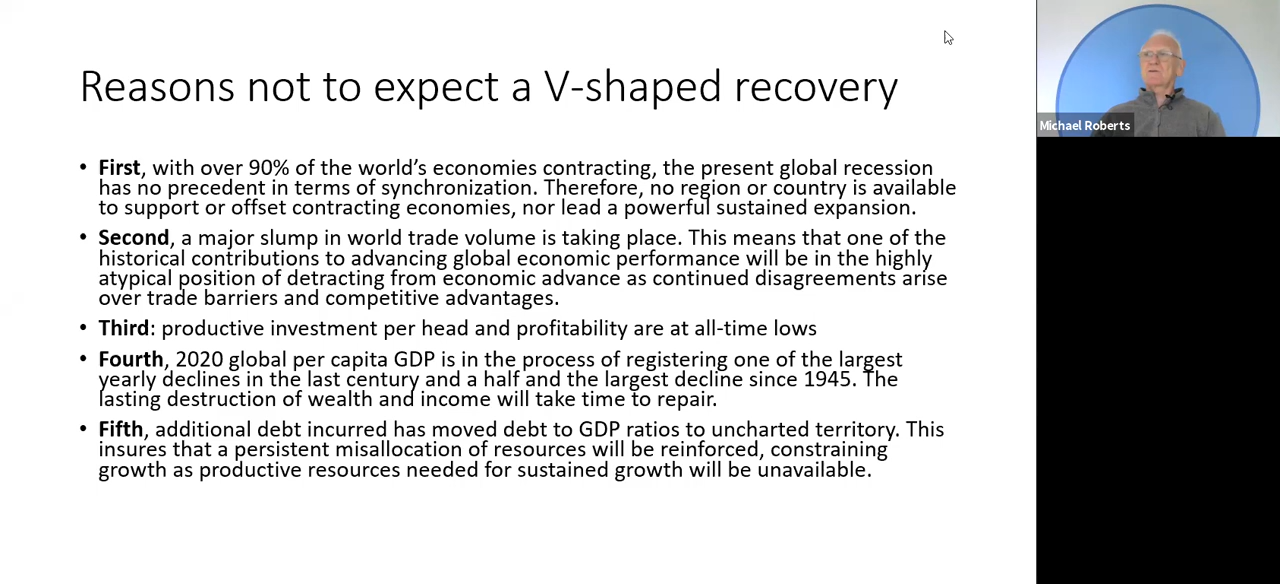 Reasons not to expect a V-shaped recovery
Michael Roberts
• First, with over 90% of the world's economies contracting, the present global recession
has no precedent in terms of synchronization. Therefore, no region or country is available
to support or offset contracting economies, nor lead a powerful sustained expansion.
• Second, a major slump in world trade volume is taking place. This means that one of the
historical contributions to advancing global economic performance will be in the highly
atypical position of detracting from economic advance as continued disagreements arise
over trade barriers and competitive advantages.
• Third: productive investment per head and profitability are at all-time lows
• Fourth, 2020 global per capita GDP is in the process of registering one of the largest
yearly declines in the last century and a half and the largest decline since 1945. The
lasting destruction of wealth and income will take time to repair.
• Fifth, additional debt incurred has moved debt to GDP ratios to uncharted territory. This
insures that a persistent misallocation of resources will be reinforced, constraining
growth as productive resources needed for sustained growth will be unavailable.